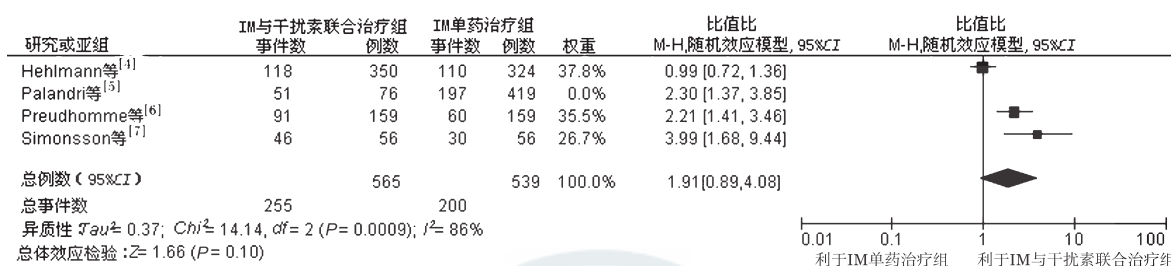 IM与干扰素联合治疗组 IM单药治疗组 比值比 比值比
研究或亚组 事件数 例数 事件数 例数 权重 M-H,随机效应模型, 95%CI M-H,随机效应模型, 95%CI
Hehlmann等[4] 118 350 110 324 37.8% 0.99 [0.72, 1.36]
Palandri等[5] 51 76 197 419 0.0% 2.30 [1.37, 3.85]
Preudhomme等[6] 91 159 60 159 35.5% 2.21 [1.41, 3.46]
Simonsson等[7] 46 56 30 56 26.7% 3.99 [1.68, 9.44]
总例数(95%CI) 565 539 100.0% 1.91[0.89,4.08]
总事件数 255 200
异质性:Tau²= 0.37; Chi²= 14.14, df= 2 (P= 0.0009); I²= 86%
总体效应检验:Z= 1.66 (P= 0.10)
0.01 0.1 1 10 100
利于IM单药治疗组 利于IM与干扰素联合治疗组